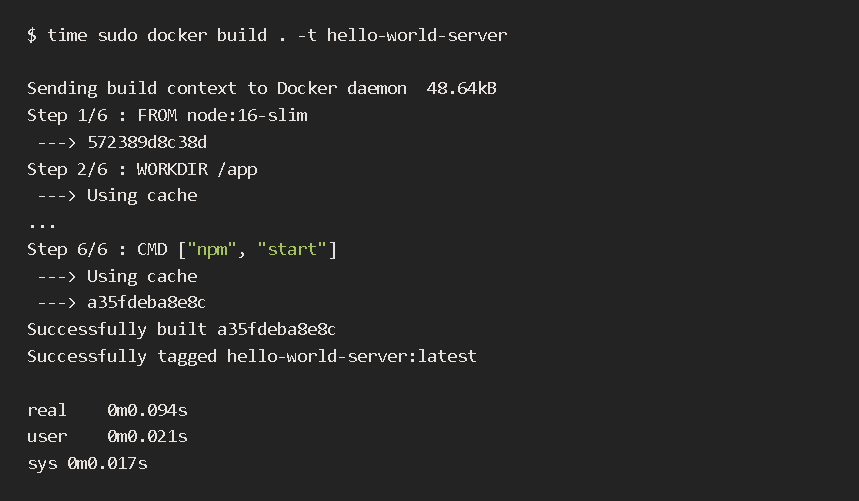 $ time sudo docker build . -t hello-world-server
Sending build context to Docker daemon  48.64kB
Step 1/6 : FROM node:16-slim
 ---> 572389d8c38d
Step 2/6 : WORKDIR /app
 ---> Using cache
...
Step 6/6 : CMD ["npm", "start"]
 ---> Using cache
 ---> a35fdeba8e8c
Successfully built a35fdeba8e8c
Successfully tagged hello-world-server:latest
real    0m0.094s
user    0m0.021s
sys 0m0.017s